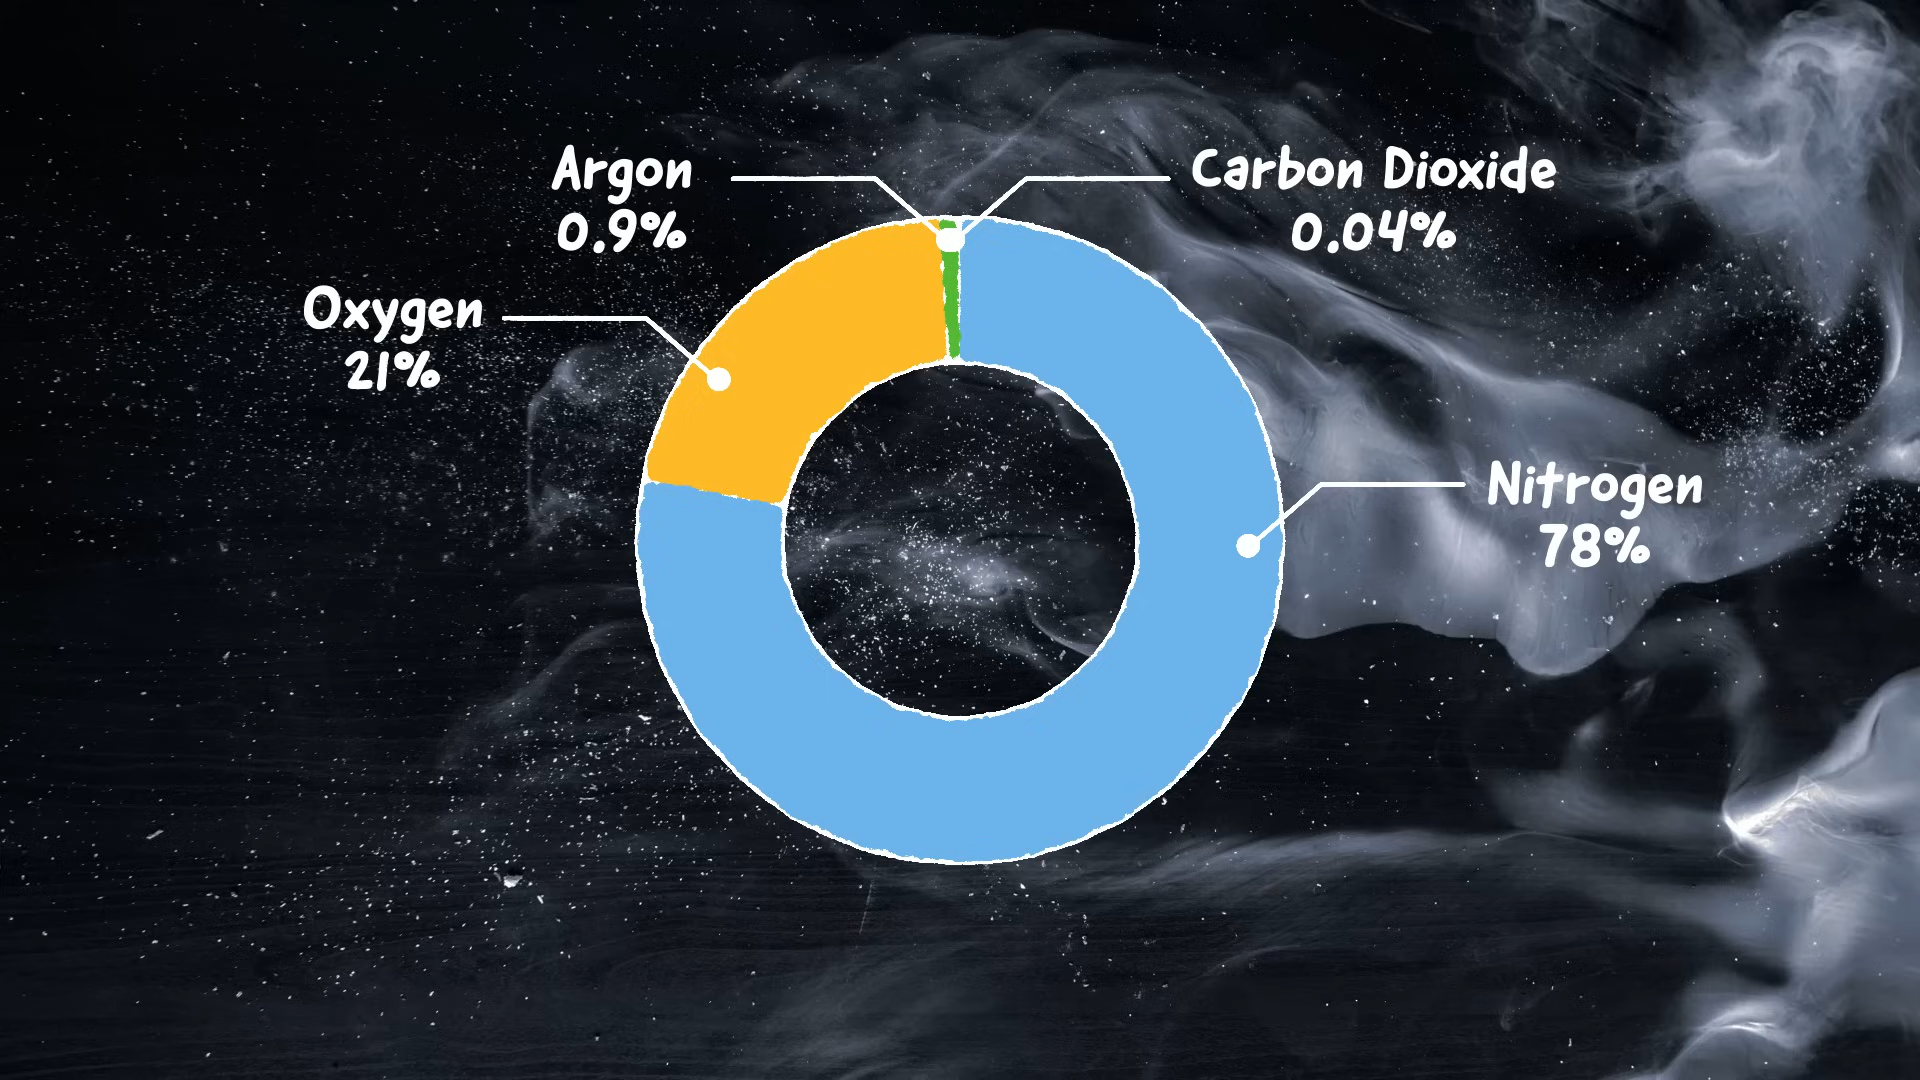 Argon
0.9%
Carbon Dioxide
0.04%
Oxygen
21%
Nitrogen
78%